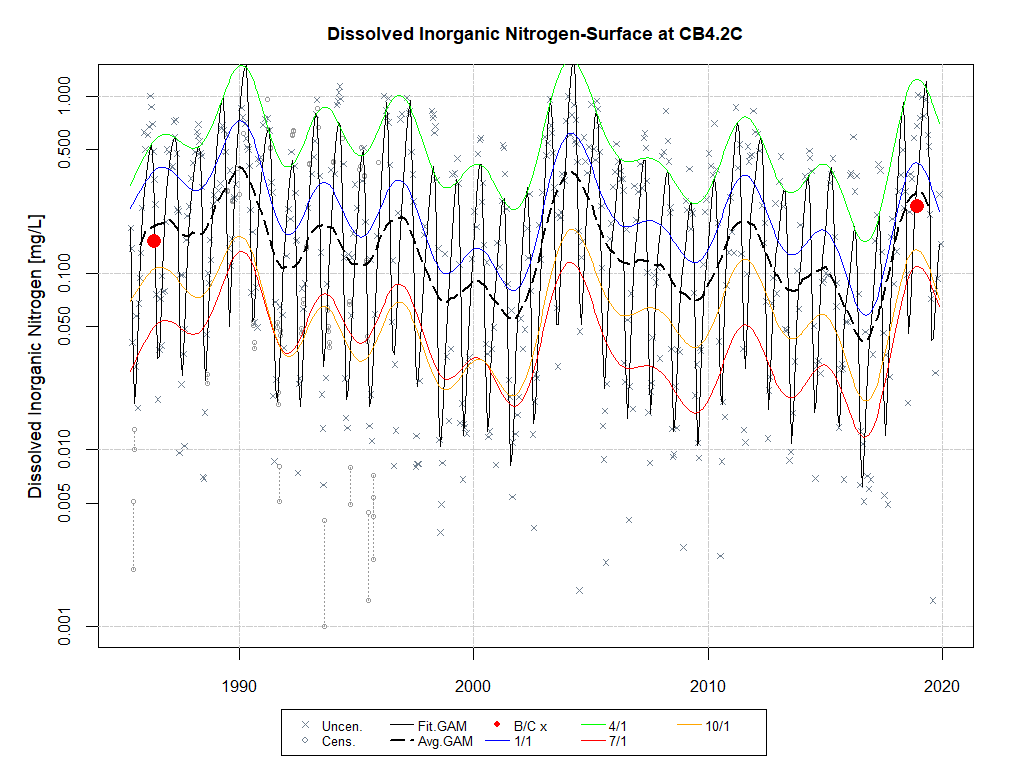 Dissolved Inorganic Nitrogen-Surface at CB4.2C
Dissolved Inorganic Nitrogen [mg/L]
1.000
0.500
0.100
0.050
0.010
0.005
0.001
1990 2000 2010 2020
Uncen. Fit.GAM B/C x 4/1 10/1
Cens. Avg.GAM 1/1 7/1